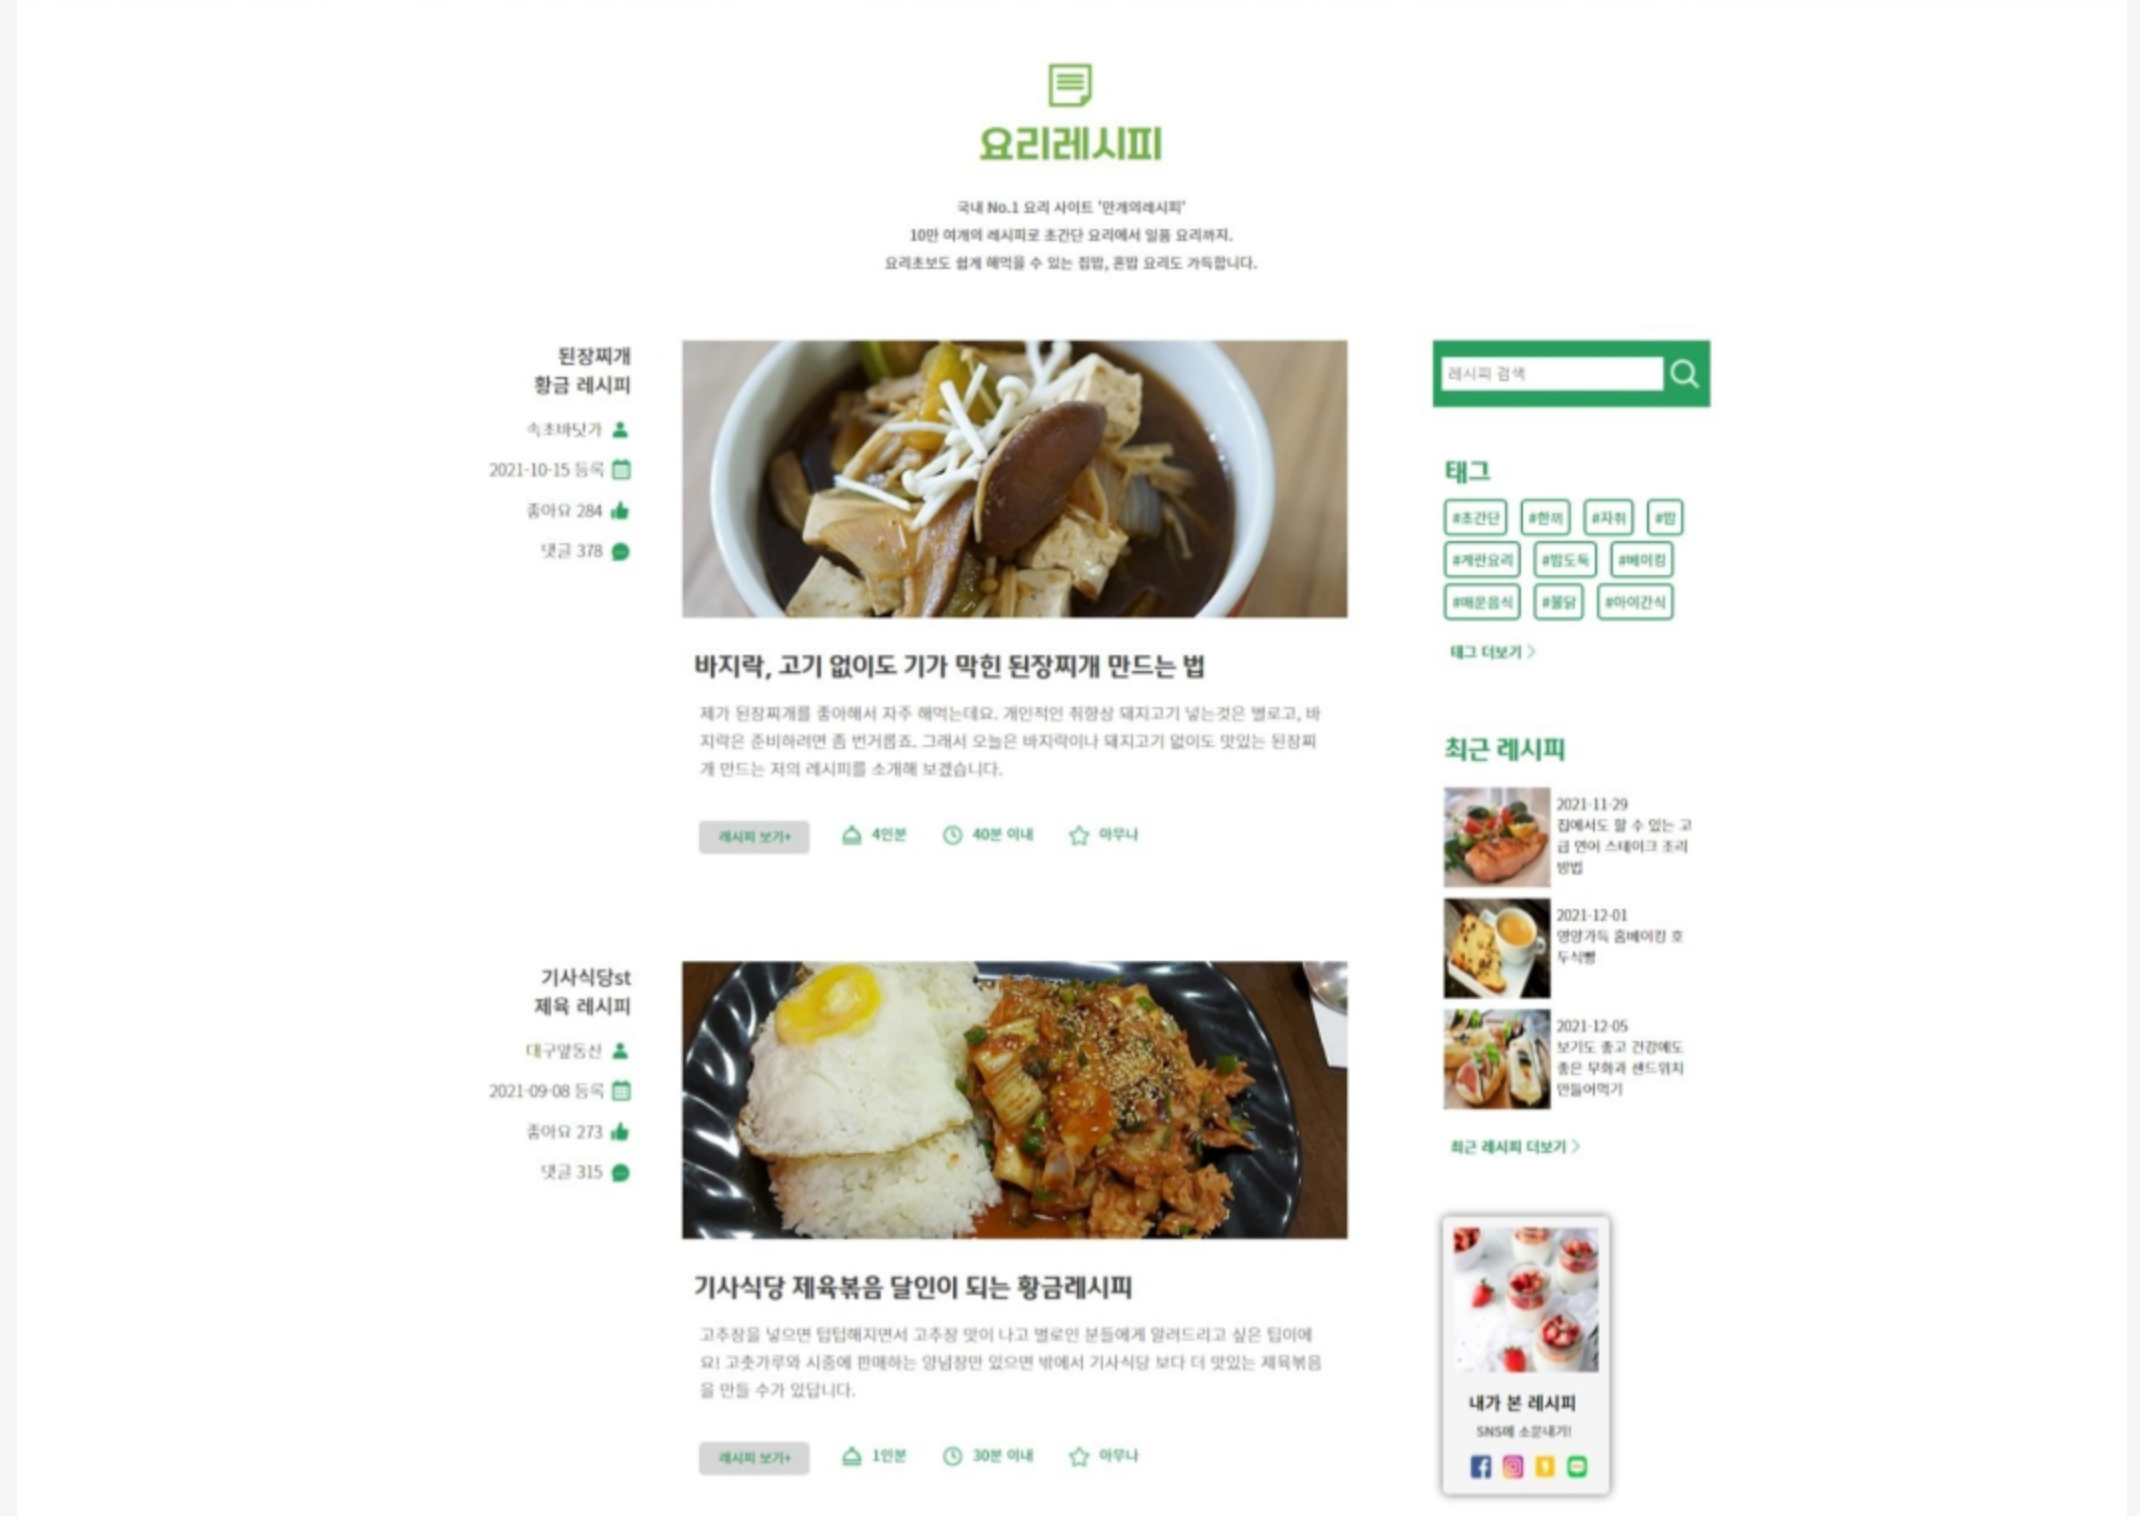 요리레시피
국내 No.1 요리 사이트 '만개의레시피'
10만 여개의 레시피로 초간단 요리에서 일품 요리까지.
요리초보도 쉽게 해먹을 수 있는 집밥, 혼밥 요리도 가득합니다.
된장찌개
황금 레시피
속초바닷가
2021-10-15 등록
좋아요 284
댓글 378
바지락, 고기 없이도 기가 막힌 된장찌개 만드는 법
제가 된장찌개를 좋아해서 자주 해먹는데요. 개인적인 취향상 돼지고기 넣는것은 별로고, 바
지락은 준비하려면 좀 번거롭죠. 그래서 오늘은 바지락이나 돼지고기 없이도 맛있는 된장찌
개 만드는 저의 레시피를 소개해 보겠습니다.
레시피 보기+
4인분
40분 이내
아무나
기사식당st
제육 레시피
대구앞동산
2021-09-08 등록
좋아요 273
댓글 315
기사식당 제육볶음 달인이 되는 황금레시피
고추장을 넣으면 텁텁해지면서 고추장 맛이 나고 별로인 분들에게 알려드리고 싶은 팁이에
요! 고춧가루와 시중에 판매하는 양념장만 있으면 밖에서 기사식당 보다 더 맛있는 제육볶음
을 만들 수가 있답니다.
레시피 보기+
1인분
30분 이내
아무나
레시피 검색
태그
#초간단 #한끼 #자취 #밥
#계란요리 #밥도둑 #베이킹
#매운음식 #불닭 #아이간식
태그 더보기 >
최근 레시피
2021-11-29
집에서도 할 수 있는 고
급 연어 스테이크 조리
방법
2021-12-01
영양가득 홈베이킹 호
두식빵
2021-12-05
보기도 좋고 건강에도
좋은 무화과 샌드위치
만들어먹기
최근 레시피 더보기 >
내가 본 레시피
SNS에 소문내기!